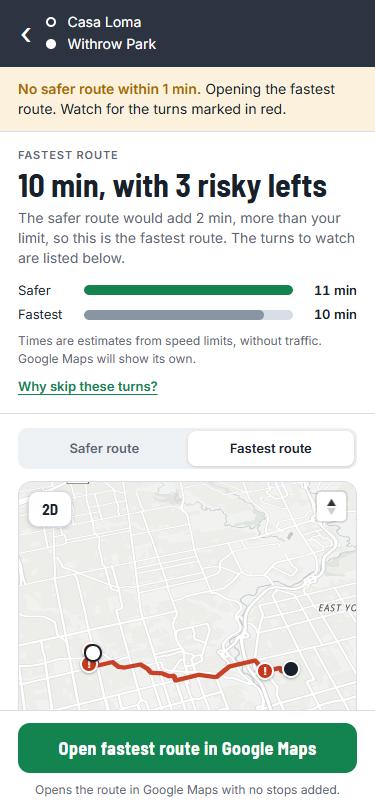 Casa Loma
Withrow Park
No safer route within 1 min. Opening the fastest
route. Watch for the turns marked in red.
FASTEST ROUTE
10 min, with 3 risky lefts
The safer route would add 2 min, more than your
limit, so this is the fastest route. The turns to watch
are listed below.
Safer 11 min
Fastest 10 min
Times are estimates from speed limits, without traffic.
Google Maps will show its own.
Why skip these turns?
Safer route Fastest route
2D
EAST YO
Open fastest route in Google Maps
Opens the route in Google Maps with no stops added.